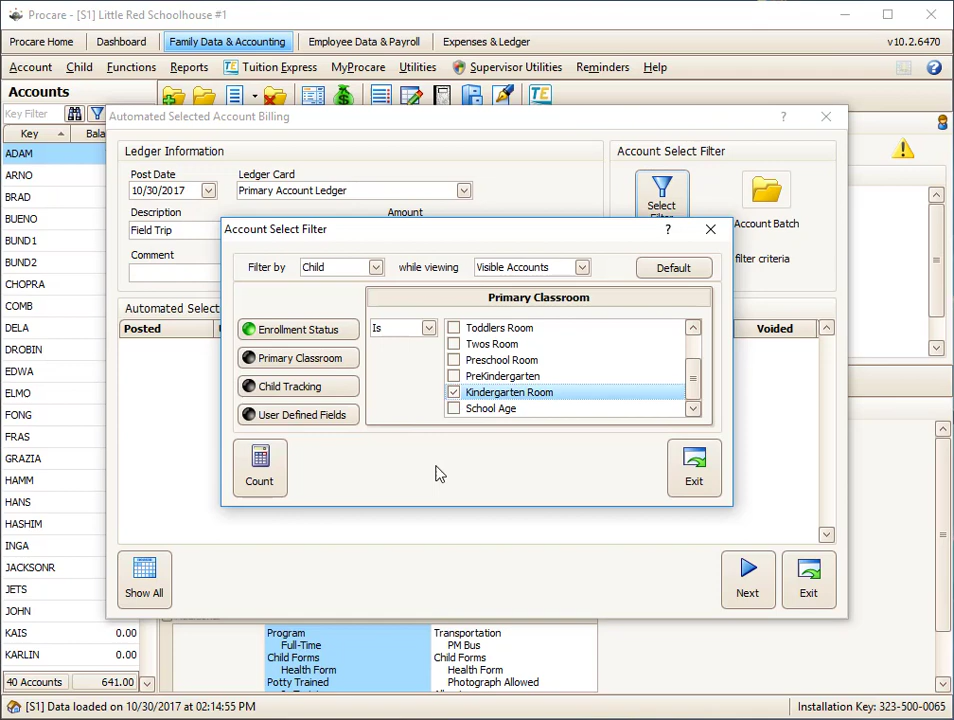 Procare - [S1] Little Red Schoolhouse #1
Procare Home
Dashboard
Family Data & Accounting
Employee Data & Payroll
Expenses & Ledger
v10.2.6470
Account
Child
Functions
Reports
TE Tuition Express
MyProcare
Utilities
Supervisor Utilities
Reminders
Help
Accounts
TE
Key Filter
Key
Bala
ADAM
ARNO
BRAD
BUENO
BUND1
BUND2
CHOPRA
COMB
DELA
DROBIN
EDWA
ELMO
FONG
FRAS
GRAZIA
HAMM
HANS
HASHIM
INGA
JACKSONR
JETS
JOHN
KAIS 0.00
KARLIN 0.00
40 Accounts 641.00
Automated Selected Account Billing
Ledger Information
Post Date
10/30/2017
Ledger Card
Primary Account Ledger
Description
Field Trip
Amount
Comment
Account Select Filter
Select
Filter
Account Batch
filter criteria
Automated Selec
Posted
Voided
Account Select Filter
Filter by
Child
while viewing
Visible Accounts
Default
Primary Classroom
Is
Enrollment Status
Primary Classroom
Child Tracking
User Defined Fields
Toddlers Room
Twos Room
Preschool Room
PreKindergarten
Kindergarten Room
School Age
Count
Exit
Show All
Next
Exit
Program
Full-Time
Child Forms
Health Form
Potty Trained
Transportation
PM Bus
Child Forms
Health Form
Photograph Allowed
[S1] Data loaded on 10/30/2017 at 02:14:55 PM
Installation Key: 323-500-0065